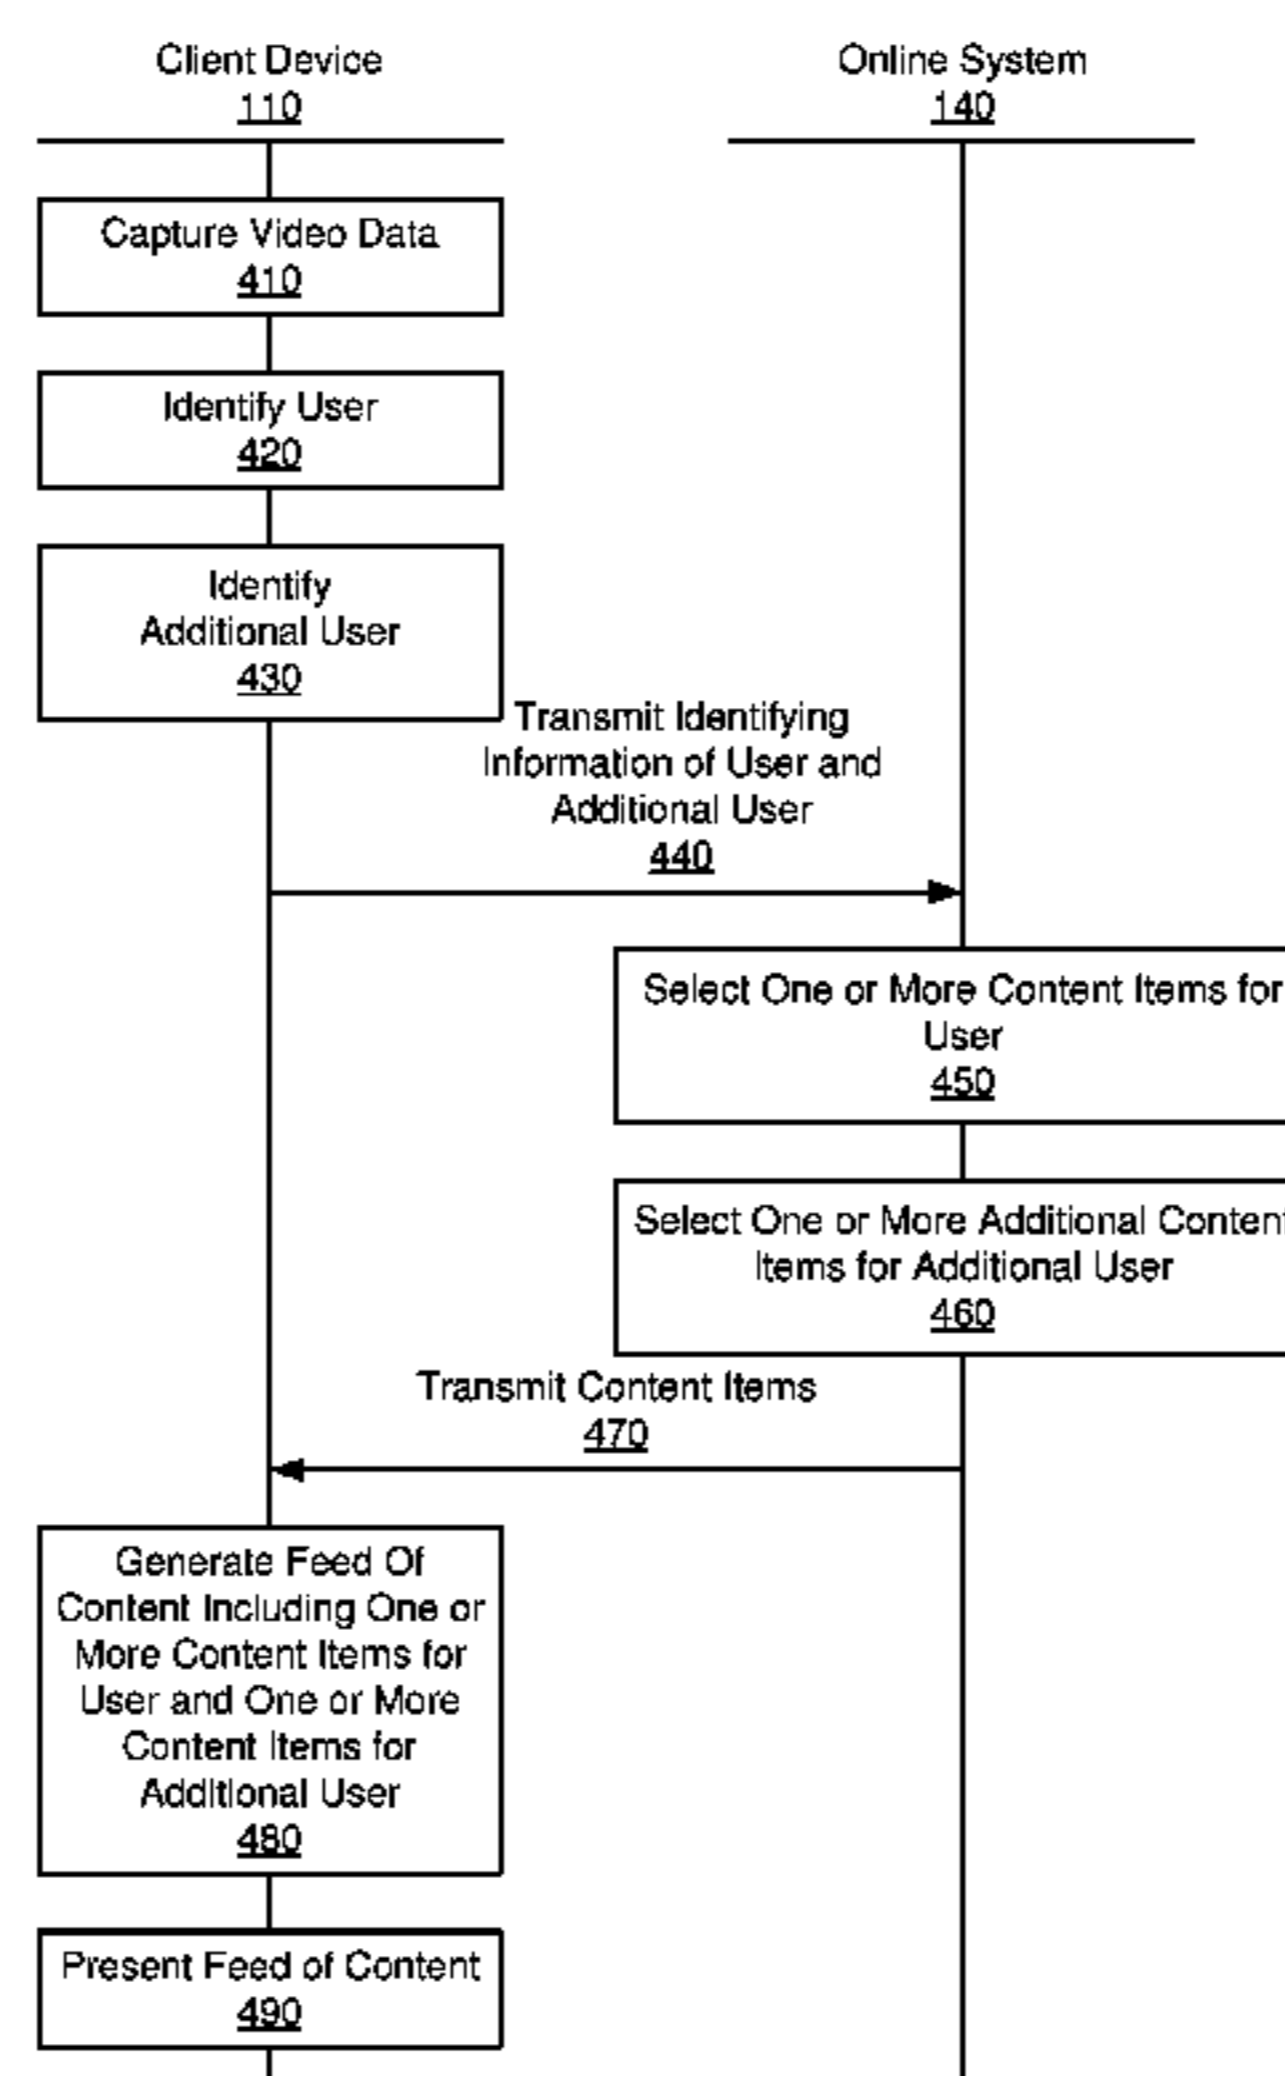 Client Device
110
Online System
140
Capture Video Data
410
Identify User
420
Identify
Additional User
430
Transmit Identifying
Information of User and
Additional User
440
Select One or More Content Items for
User
450
Select One or More Additional Content
Items for Additional User
460
Transmit Content Items
470
Generate Feed Of
Content Including One or
More Content Items for
User and One or More
Content Items for
Additional User
480
Present Feed of Content
490